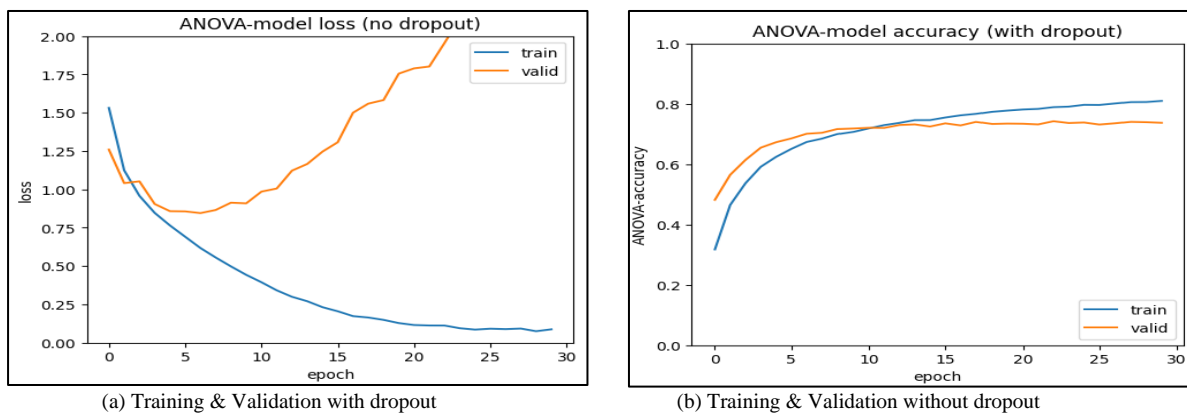 ANOVA-model loss (no dropout)
2.00
1.75
1.50
1.25
1.00
0.75
0.50
0.25
0.00
loss
train
valid
0 5 10 15 20 25 30
epoch
(a) Training & Validation with dropout
ANOVA-model accuracy (with dropout)
1.0
0.8
0.6
0.4
0.2
0.0
ANOVA-accuracy
train
valid
0 5 10 15 20 25 30
epoch
(b) Training & Validation without dropout